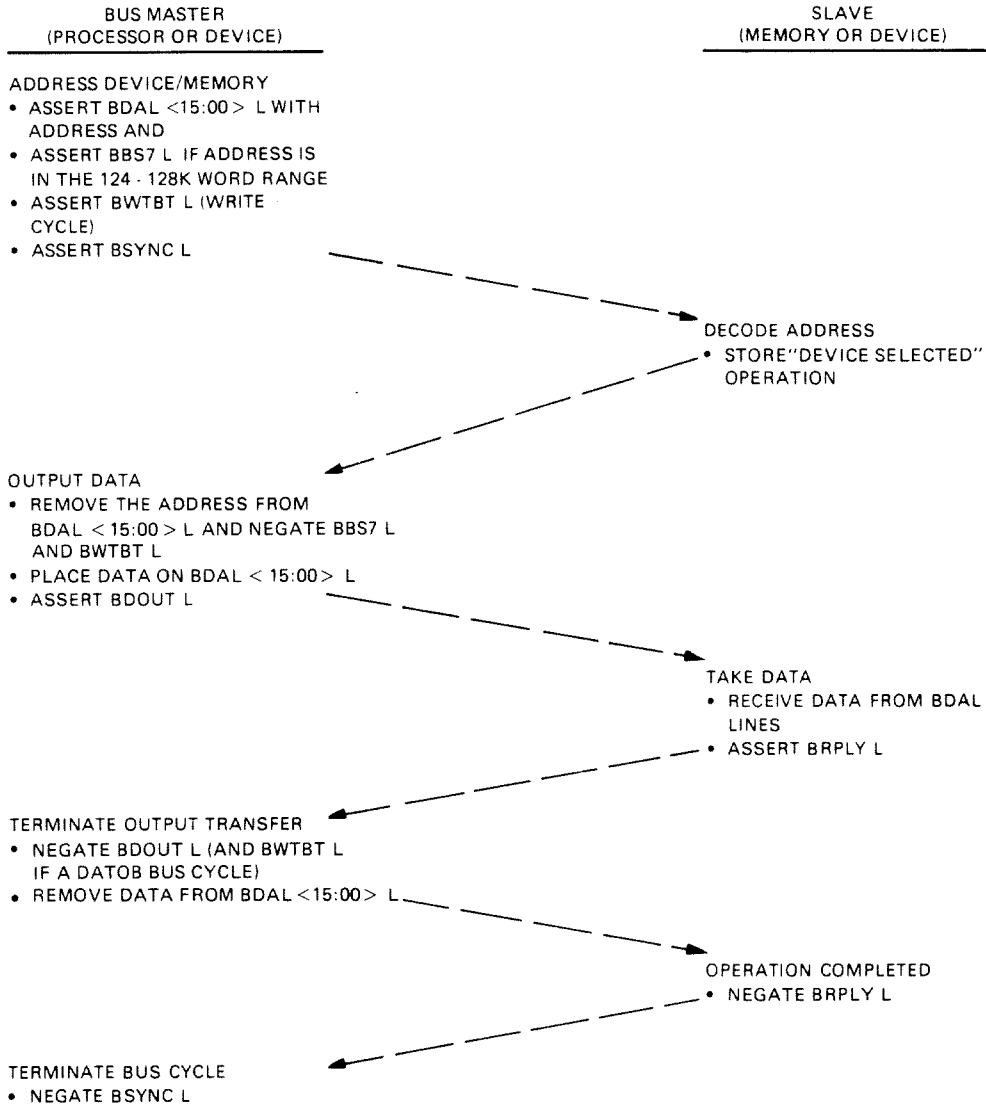 BUS MASTER
(PROCESSOR OR DEVICE)
SLAVE
(MEMORY OR DEVICE)
ADDRESS DEVICE/MEMORY
• ASSERT BDAL <15:00> L WITH
ADDRESS AND
• ASSERT BBS7 L IF ADDRESS IS
IN THE 124 - 128K WORD RANGE
• ASSERT BWTBT L (WRITE
CYCLE)
• ASSERT BSYNC L
DECODE ADDRESS
• STORE"DEVICE SELECTED"
OPERATION
OUTPUT DATA
• REMOVE THE ADDRESS FROM
BDAL <15:00> L AND NEGATE BBS7 L
AND BWTBT L
• PLACE DATA ON BDAL <15:00> L
• ASSERT BDOUT L
TAKE DATA
• RECEIVE DATA FROM BDAL
LINES
• ASSERT BRPLY L
TERMINATE OUTPUT TRANSFER
• NEGATE BDOUT L (AND BWTBT L
IF A DATOB BUS CYCLE)
• REMOVE DATA FROM BDAL <15:00> L
OPERATION COMPLETED
• NEGATE BRPLY L
TERMINATE BUS CYCLE
• NEGATE BSYNC L